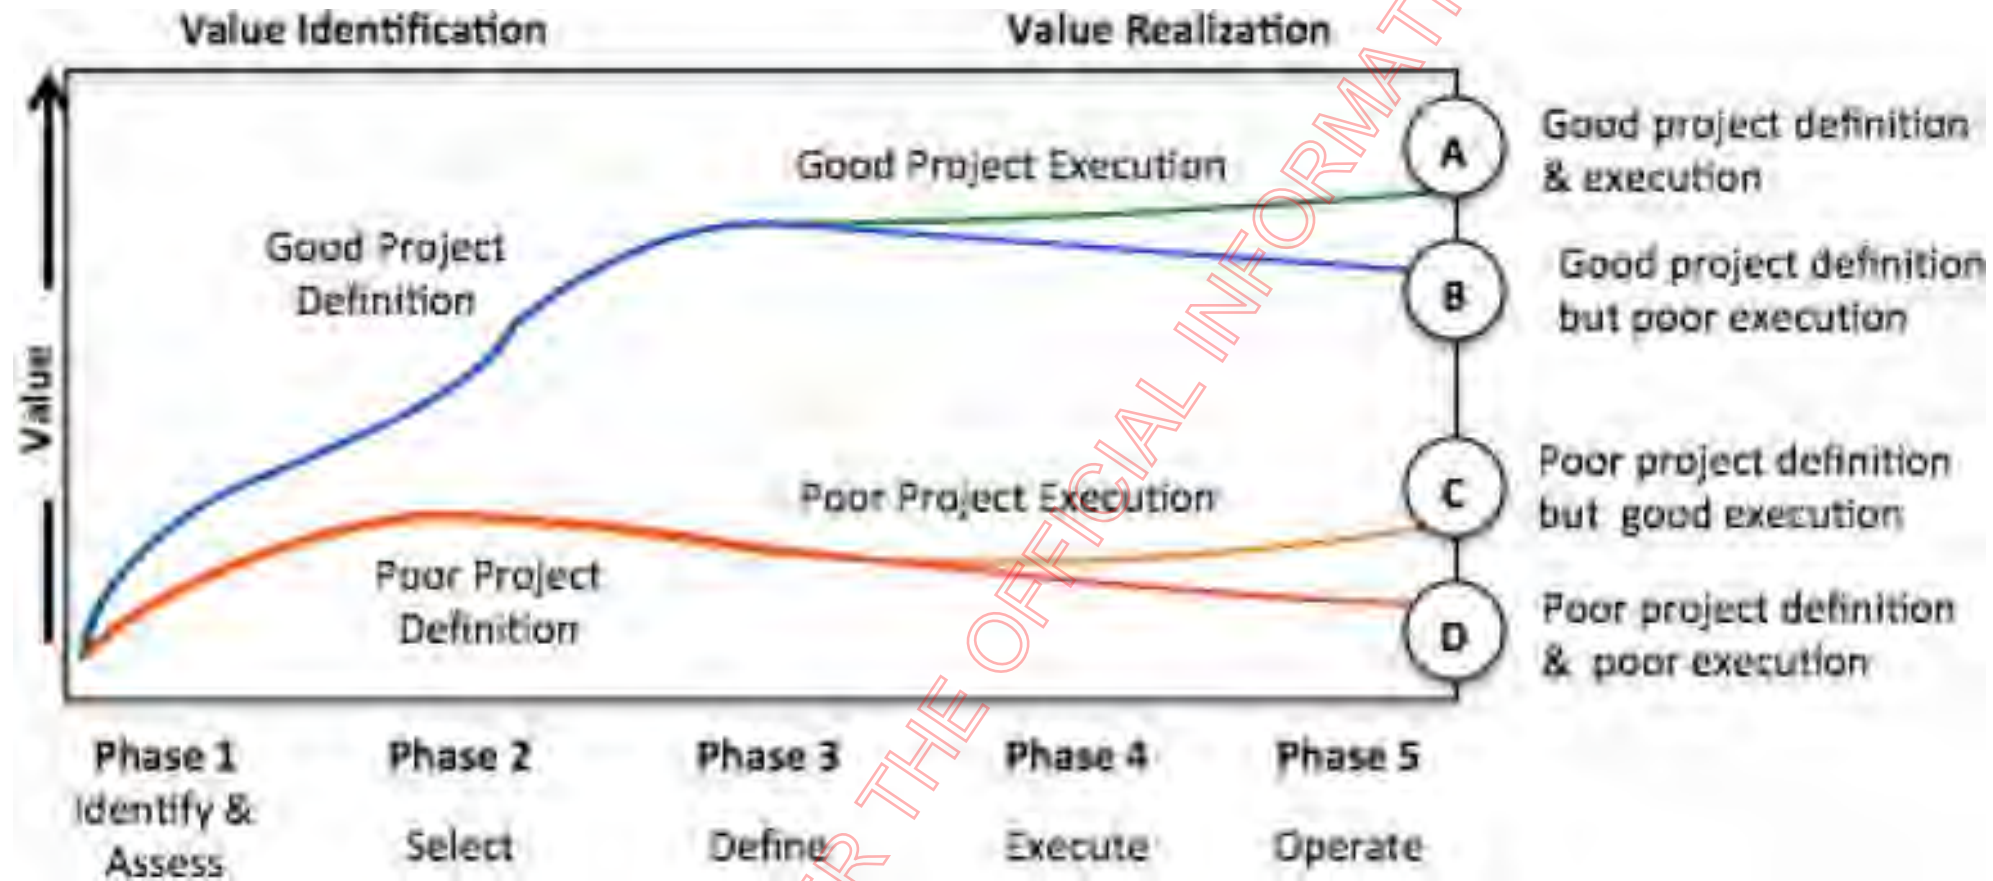 Value Identification
Value Realization
Value
Good Project Execution
Good Project
Definition
Poor Project Execution
Poor Project
Definition
A
Good project definition
& execution
B
Good project definition
but poor execution
C
Poor project definition
but good execution
D
Poor project definition
& poor execution
Phase 1
Identify &
Assess
Phase 2
Select
Phase 3
Define
Phase 4
Execute
Phase 5
Operate
THE OFFICIAL